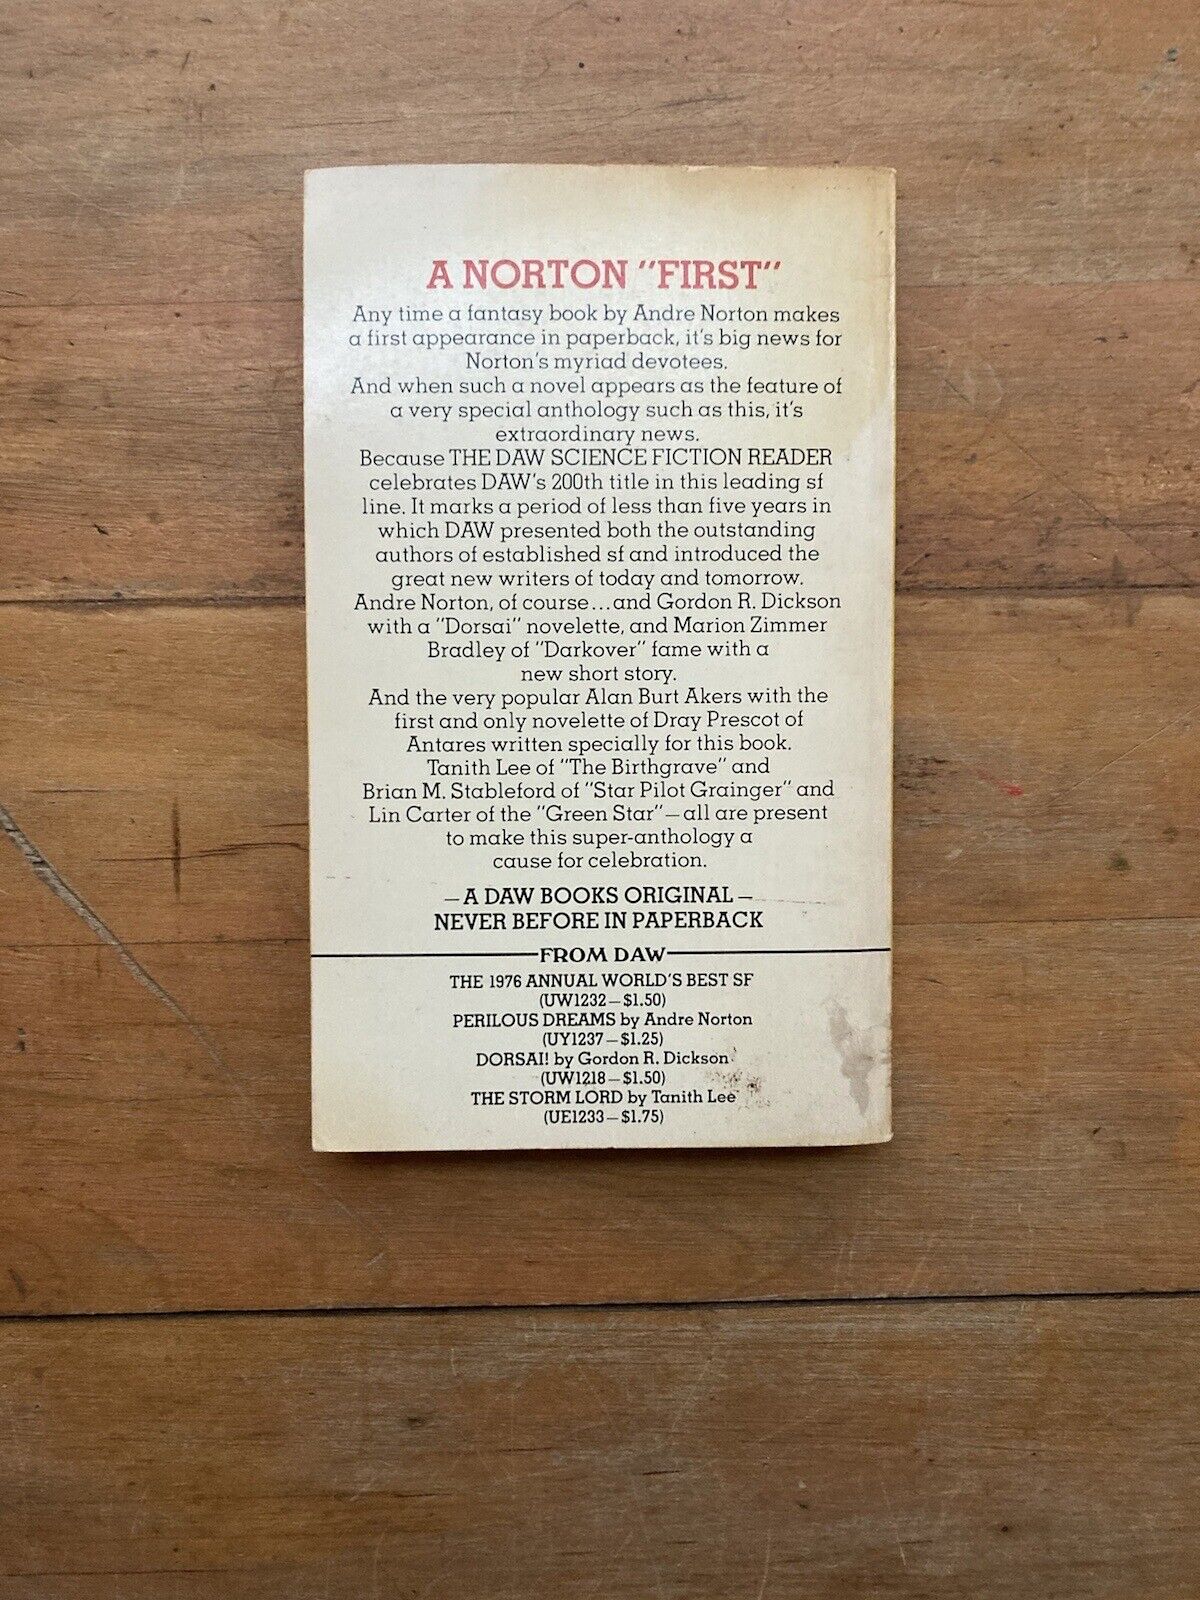 A NORTON "FIRST"
Any time a fantasy book by Andre Norton makes
a first appearance in paperback, it's big news for
Norton's myriad devotees.
And when such a novel appears as the feature of
a very special anthology such as this, it's
extraordinary news.
Because THE DAW SCIENCE FICTION READER
celebrates DAW's 200th title in this leading sf
line. It marks a period of less than five years in
which DAW presented both the outstanding
authors of established sf and introduced the
great new writers of today and tomorrow.
Andre Norton, of course...and Gordon R. Dickson
with a "Dorsai" novelette, and Marion Zimmer
Bradley of "Darkover" fame with a
new short story.
And the very popular Alan Burt Akers with the
first and only novelette of Dray Prescot of
Antares written specially for this book.
Tanith Lee of "The Birthgrave" and
Brian M. Stableford of "Star Pilot Grainger" and
Lin Carter of the "Green Star"—all are present
to make this super-anthology a
cause for celebration.
—A DAW BOOKS ORIGINAL—
NEVER BEFORE IN PAPERBACK
FROM DAW
THE 1976 ANNUAL WORLD'S BEST SF
(UW1232—$1.50)
PERILOUS DREAMS by Andre Norton
(UY1237—$1.25)
DORSAI! by Gordon R. Dickson
(UW1218—$1.50)
THE STORM LORD by Tanith Lee
(UE1233—$1.75)